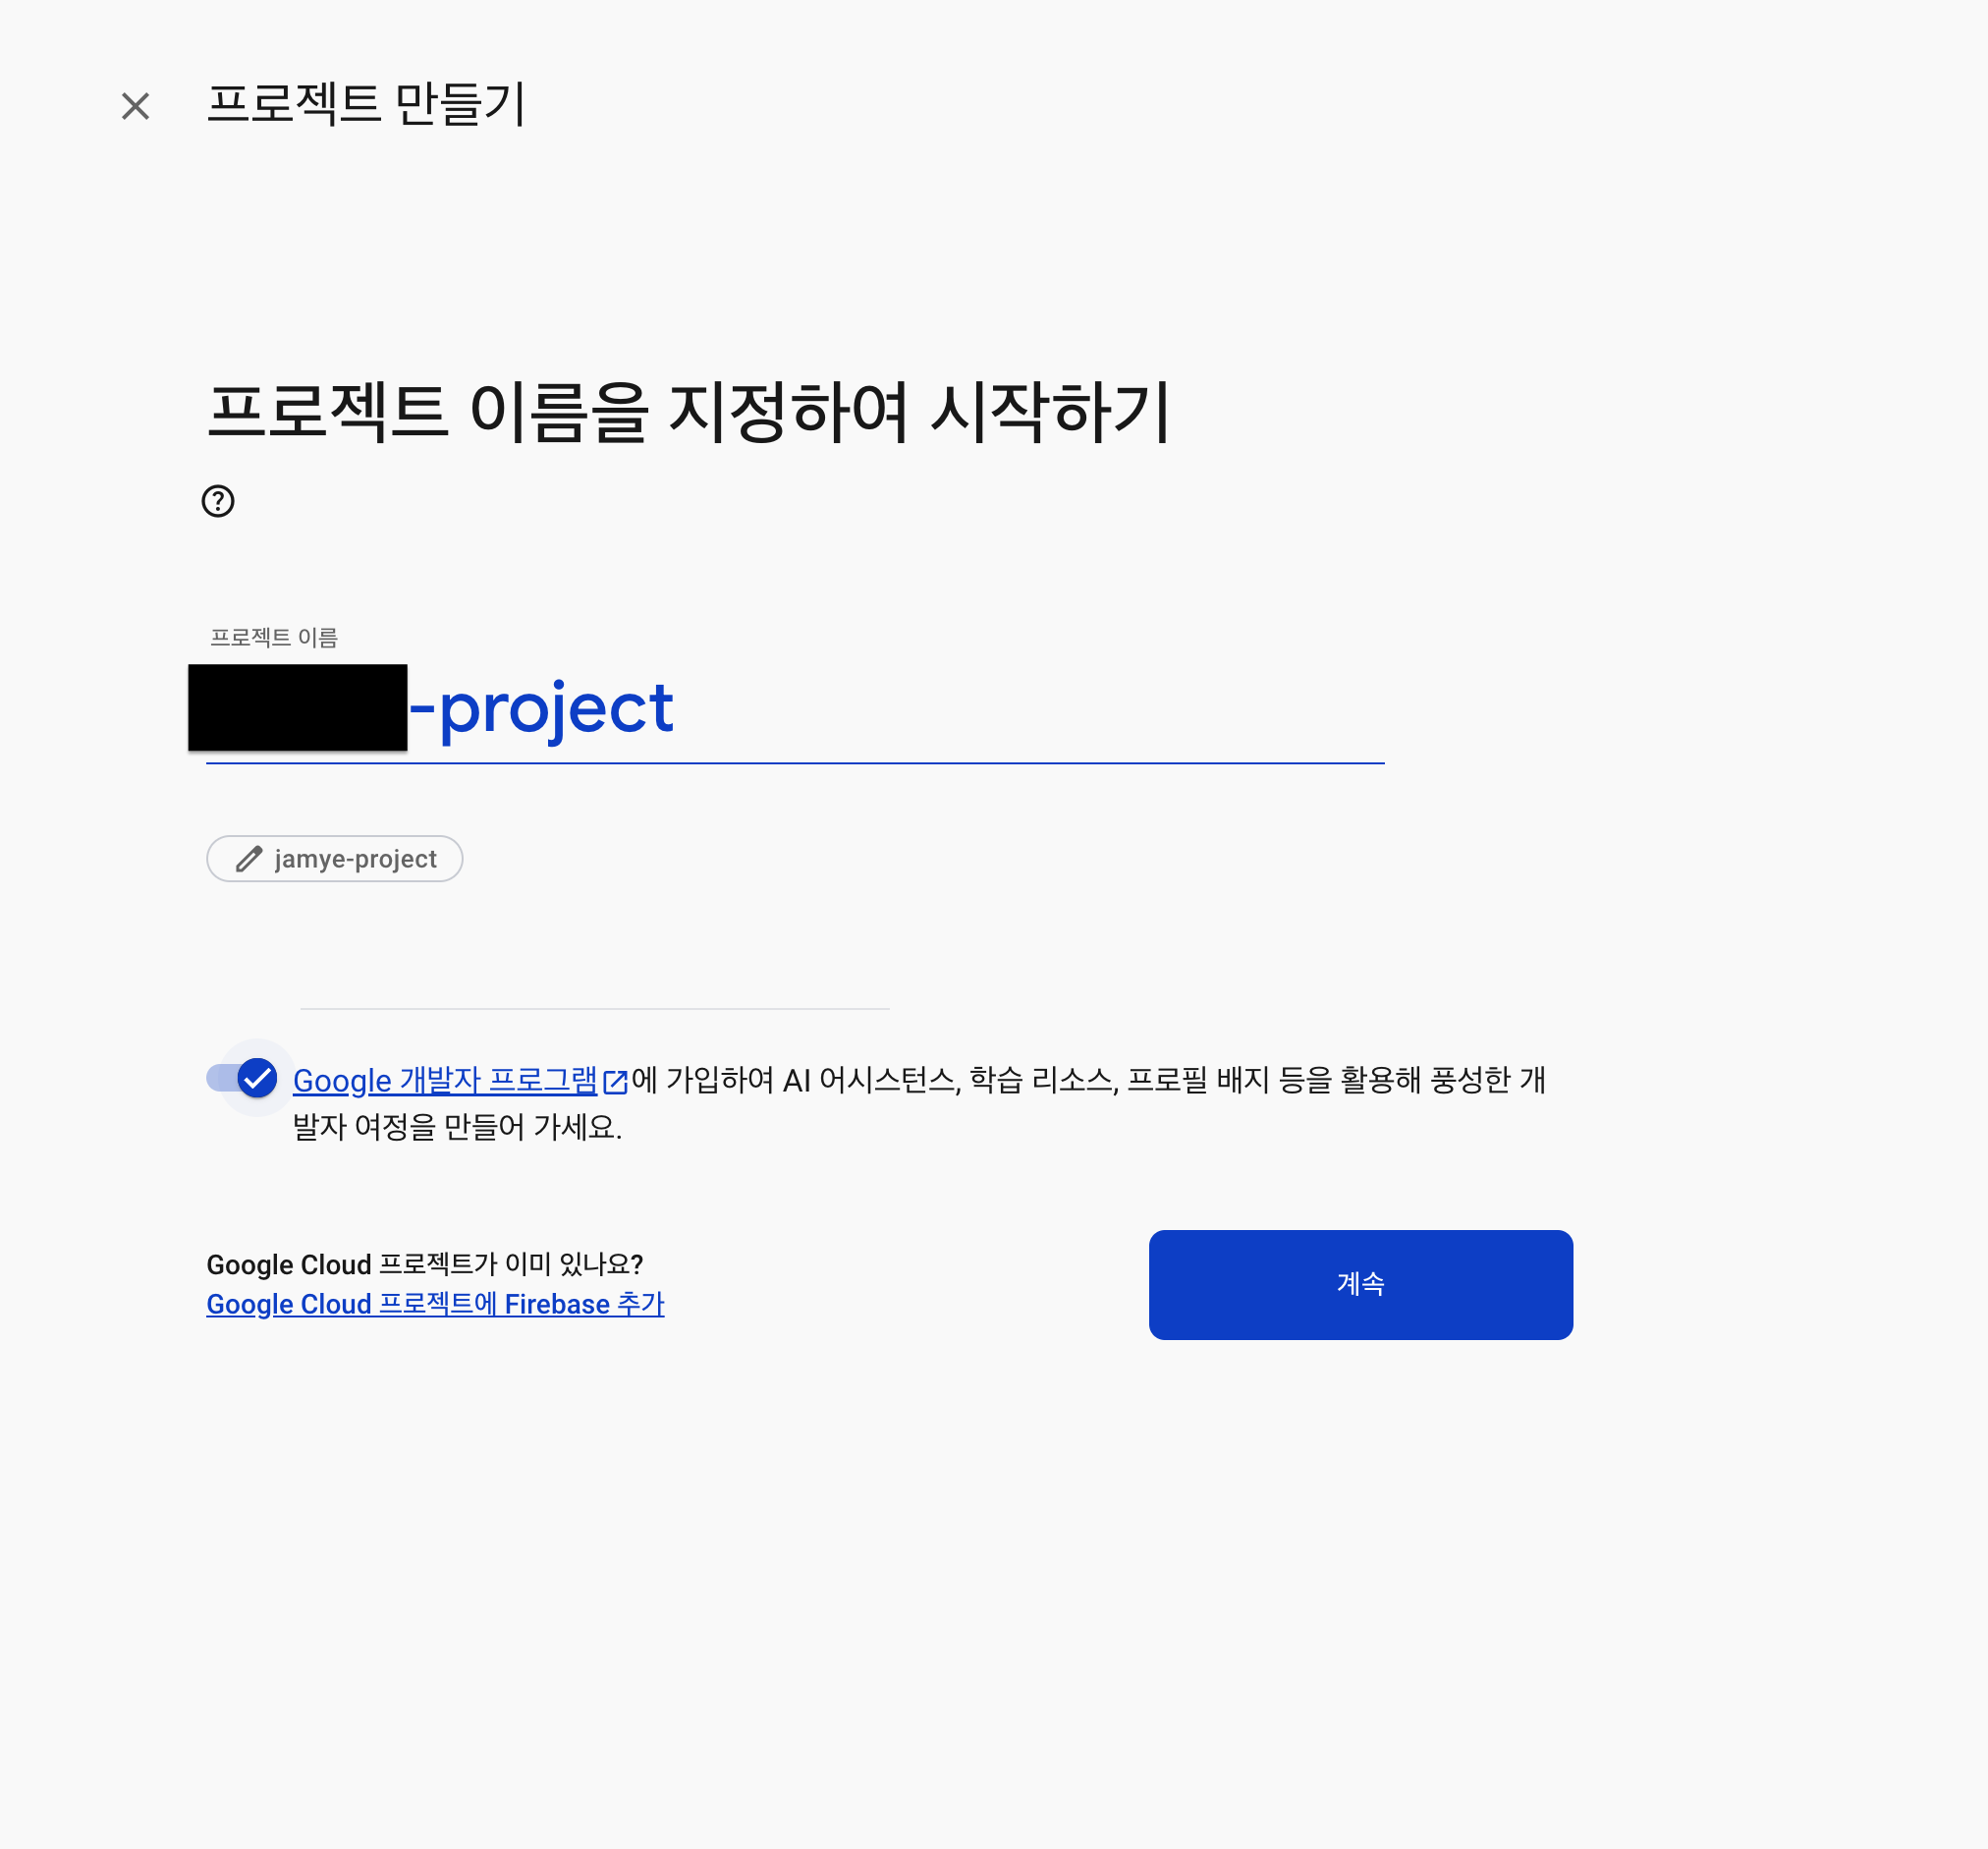 프로젝트 만들기
프로젝트 이름을 지정하여 시작하기
프로젝트 이름
-project
jamye-project
Google 개발자 프로그램에 가입하여 AI 어시스턴스, 학습 리소스, 프로필 배지 등을 활용해 풍성한 개
발자 여정을 만들어 가세요.
Google Cloud 프로젝트가 이미 있나요?
Google Cloud 프로젝트에 Firebase 추가
계속